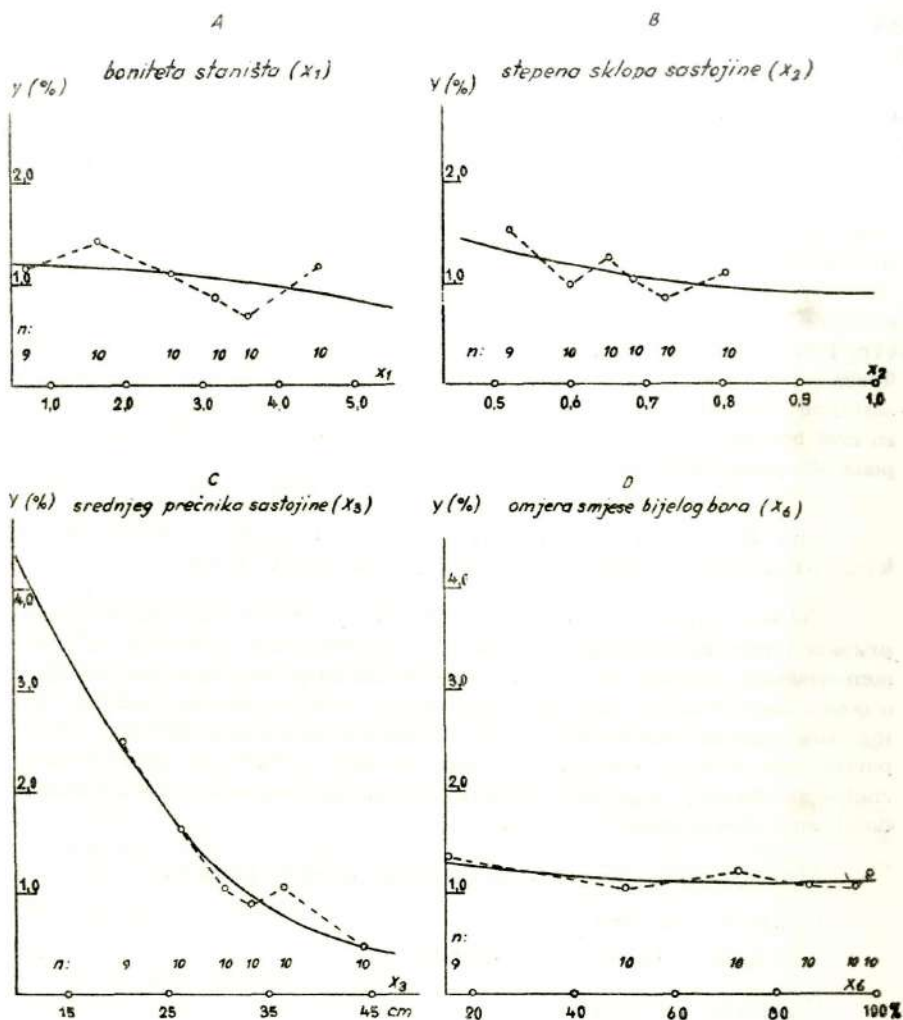 A
boniteta staništa (x1)
y (%)
2,0
1,0
n:
9 10 10 10 10 10
x1
1,0 2,0 3,0 4,0 5,0
B
stepena sklopa sastojine (x2)
y (%)
2,0
1,0
n: 9 10 10 10 10 10
x2
0,5 0,6 0,7 0,8 0,9 1,0
C
y (%) srednjeg prečnika sastojine (x3)
4,0
3,0
2,0
1,0
n: 9 10 10 10 10 10
x3
15 25 35 45 cm
D
y (%) omjera smjese bijelog bora (x6)
4,0
3,0
2,0
1,0
n:
9 10 10 10 10 10
x6
20 40 60 80 100%